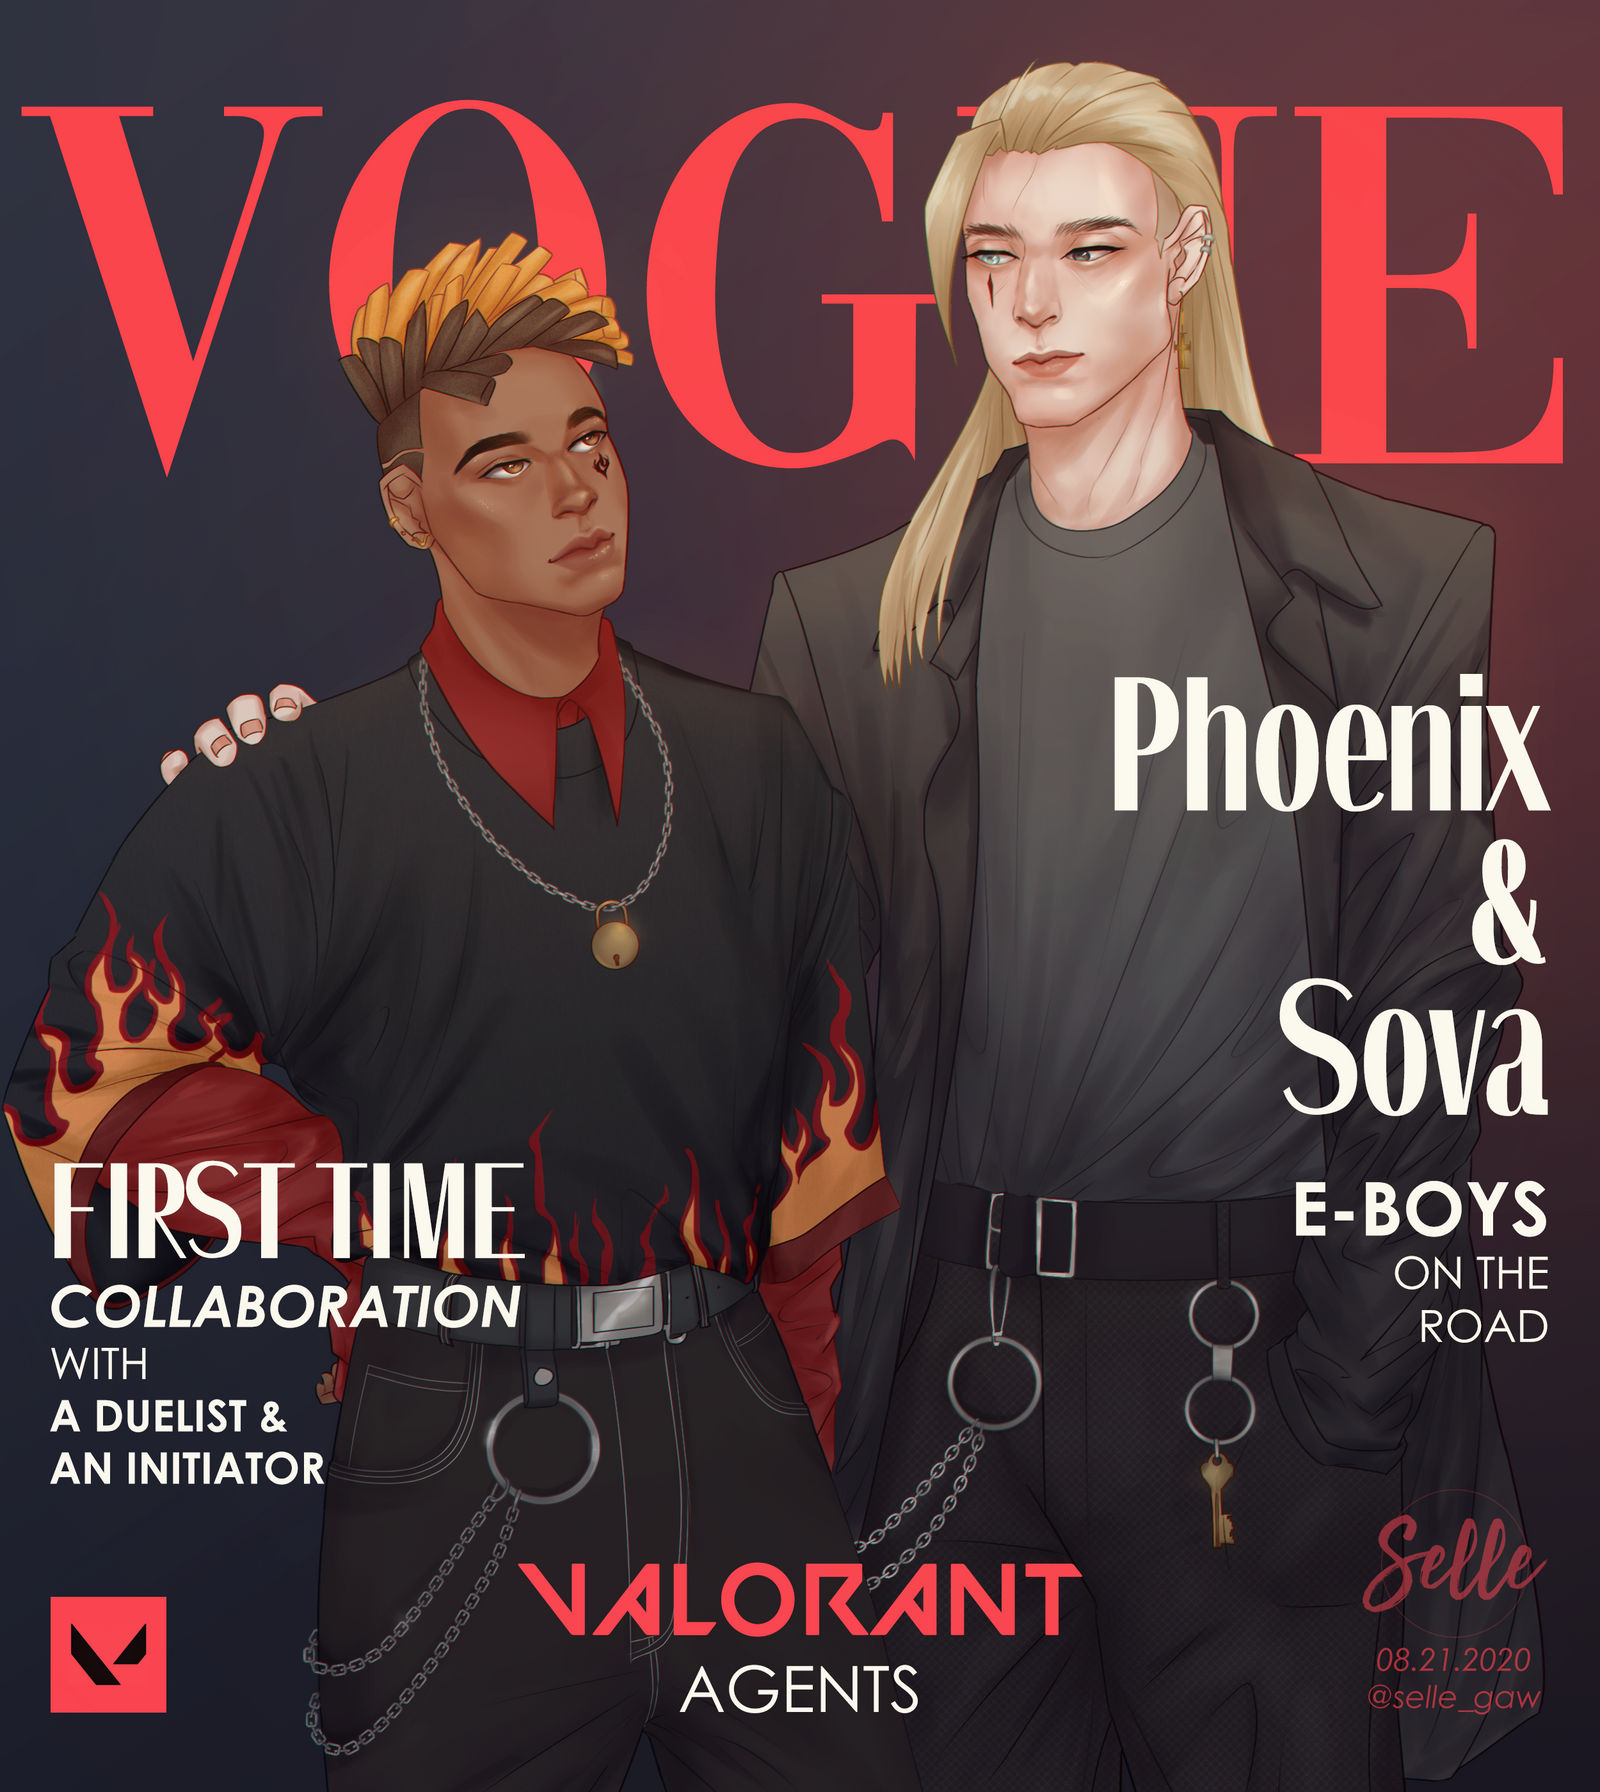 VOGUE
Phoenix
&
Sova
E-BOYS
ON THE
ROAD
FIRST TIME
COLLABORATION
WITH
A DUELIST &
AN INITIATOR
VALORANT
AGENTS
Selle
08.21.2020
@selle_gaw